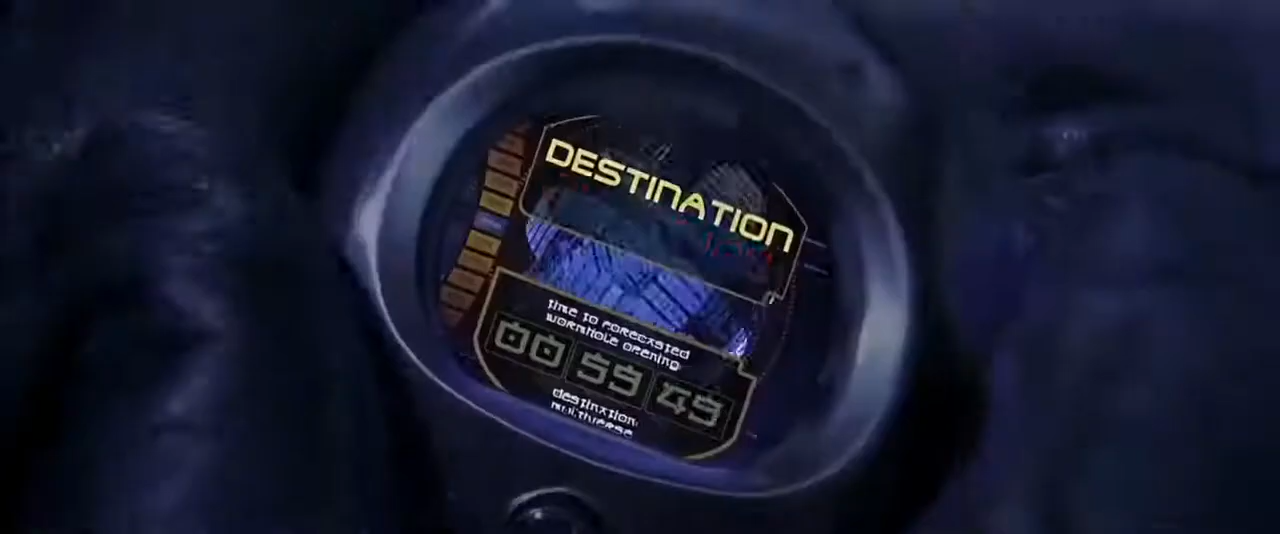 DESTINATION
TIME TO FORECASTED
WORMHOLE OPENING
00 59 49
DESTINATION:
MULTIVERSE